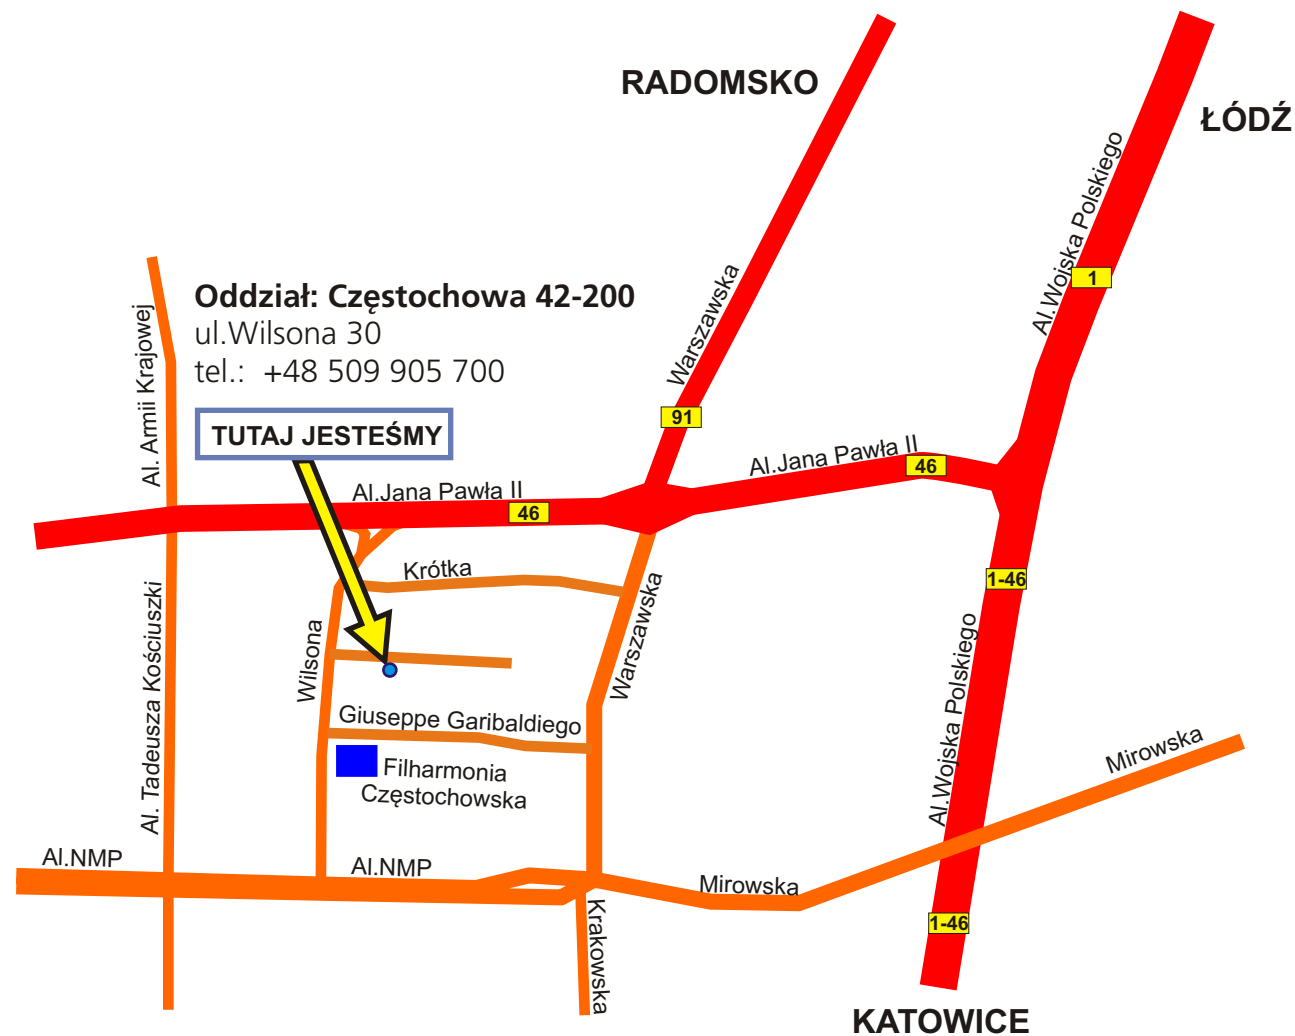 RADOMSKO
ŁÓDŹ
Al.Wojska Polskiego
1
Warszawska
Oddział: Częstochowa 42-200
ul.Wilsona 30
tel.: +48 509 905 700
Al. Armii Krajowej
TUTAJ JESTEŚMY
91
Al.Jana Pawła II
46
Al.Jana Pawła II
46
Krótka
1-46
Warszawska
Wilsona
Al. Tadeusza Kościuszki
Al.Wojska Polskiego
Giuseppe Garibaldiego
Filharmonia
Częstochowska
Mirowska
Al.NMP
Al.NMP
Mirowska
Krakowska
1-46
KATOWICE